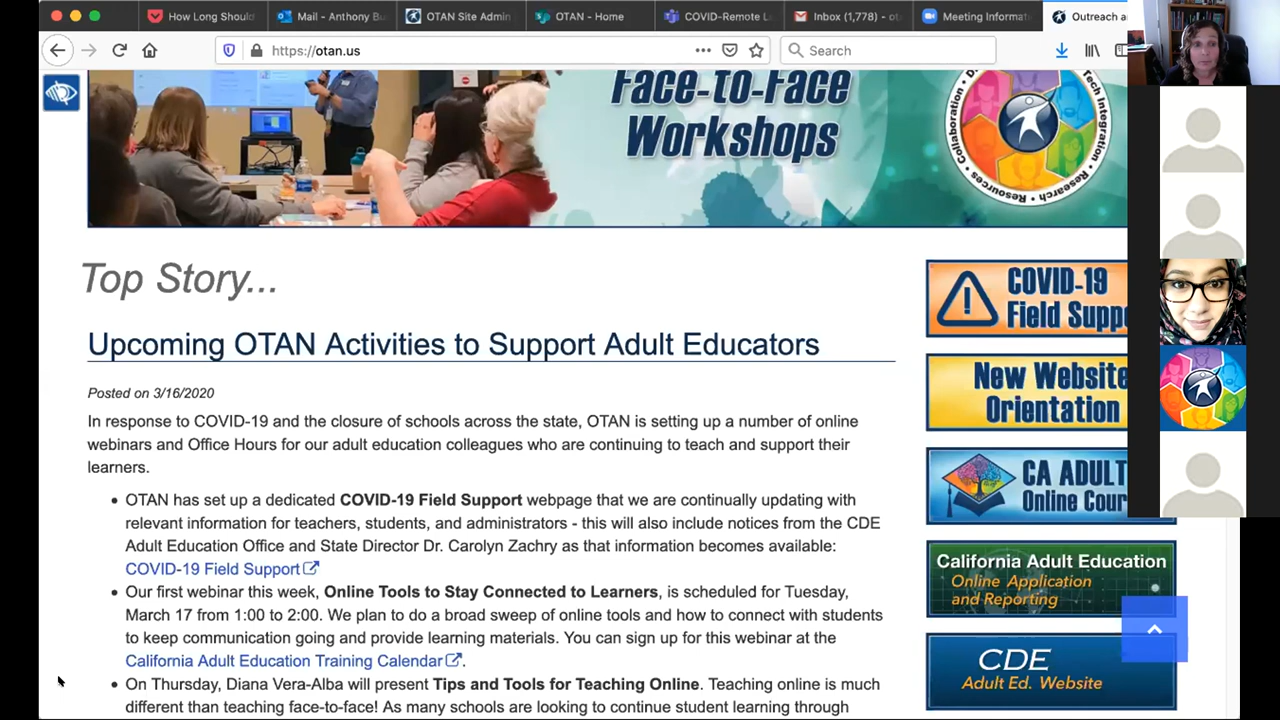 How Long Should
Mail - Anthony Bu
OTAN Site Admin
OTAN - Home
COVID-Remote L
Inbox (1,778) - ot
Meeting Informat
Outreach a
https://otan.us
Search
Face-to-Face
Workshops
Tech Integration
Research
Resources
Collaboration
Top Story...
Upcoming OTAN Activities to Support Adult Educators
Posted on 3/16/2020
In response to COVID-19 and the closure of schools across the state, OTAN is setting up a number of online
webinars and Office Hours for our adult education colleagues who are continuing to teach and support their
learners.
• OTAN has set up a dedicated COVID-19 Field Support webpage that we are continually updating with
relevant information for teachers, students, and administrators - this will also include notices from the CDE
Adult Education Office and State Director Dr. Carolyn Zachry as that information becomes available:
COVID-19 Field Support
• Our first webinar this week, Online Tools to Stay Connected to Learners, is scheduled for Tuesday,
March 17 from 1:00 to 2:00. We plan to do a broad sweep of online tools and how to connect with students
to keep communication going and provide learning materials. You can sign up for this webinar at the
California Adult Education Training Calendar.
• On Thursday, Diana Vera-Alba will present Tips and Tools for Teaching Online. Teaching online is much
different than teaching face-to-face! As many schools are looking to continue student learning through
COVID-19
Field Supp
New Website
Orientation
CA ADULT
Online Cour
California Adult Education
Online Application
and Reporting
CDE
Adult Ed. Website